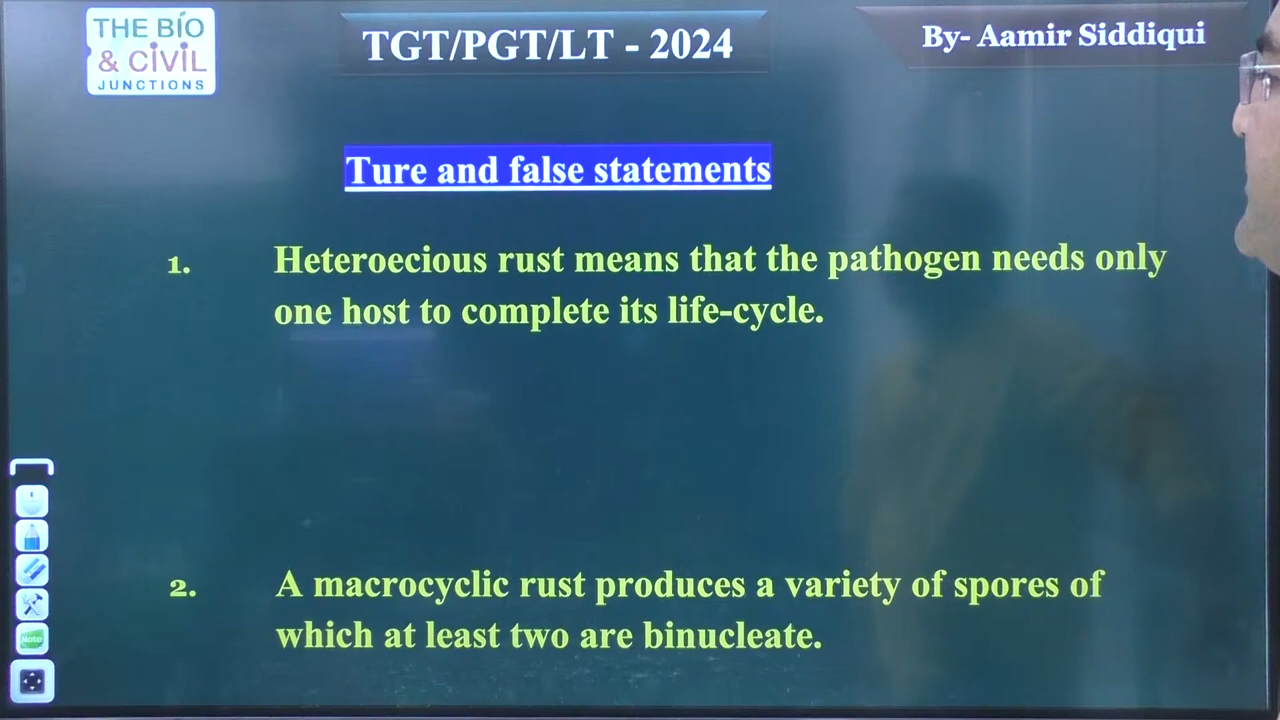 THE BIO
& CIVIL
JUNCTIONS
TGT/PGT/LT - 2024
By- Aamir Siddiqui
Ture and false statements
1. Heteroecious rust means that the pathogen needs only
one host to complete its life-cycle.
2. A macrocyclic rust produces a variety of spores of
which at least two are binucleate.
Note